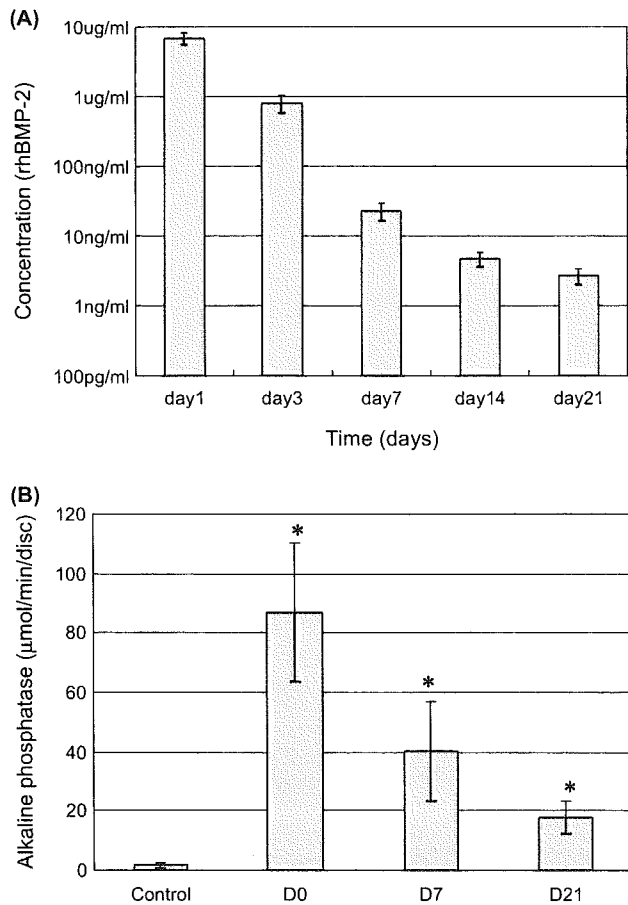 (A)
Concentration (rhBMP-2)
10ug/ml
1ug/ml
100ng/ml
10ng/ml
1ng/ml
100pg/ml
day1 day3 day7 day14 day21
Time (days)
(B)
Alkaline phosphatase (μmol/min/disc)
120
100
80
60
40
20
0
* * *
Control D0 D7 D21